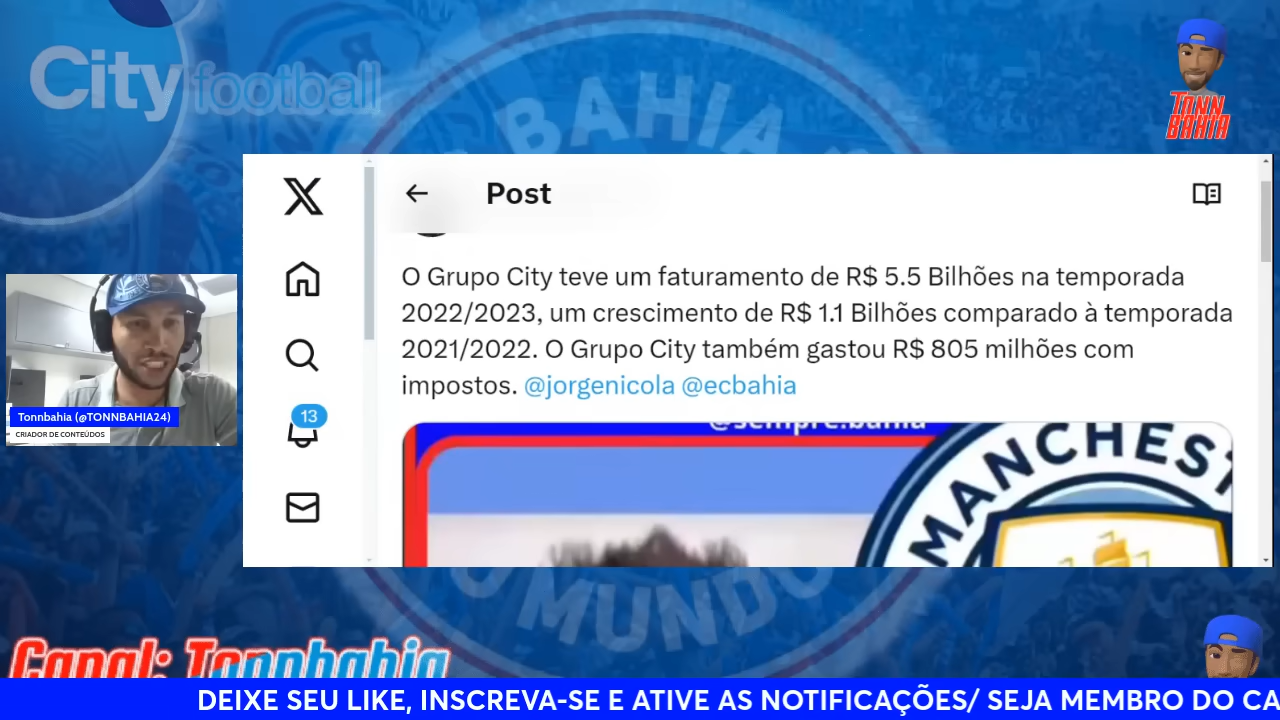 City football
BAHIA
TONN
BAHIA
Post
O Grupo City teve um faturamento de R$ 5.5 Bilhões na temporada
2022/2023, um crescimento de R$ 1.1 Bilhões comparado à temporada
2021/2022. O Grupo City também gastou R$ 805 milhões com
impostos. @jorgenicola @ecbahia
13
@sempre.bahia
MANCHEST
Tonnbahia (@TONNBAHIA24)
CRIADOR DE CONTEÚDOS
MUNDO
Canal: Tonnbahia
DEIXE SEU LIKE, INSCREVA-SE E ATIVE AS NOTIFICAÇÕES/ SEJA MEMBRO DO CA